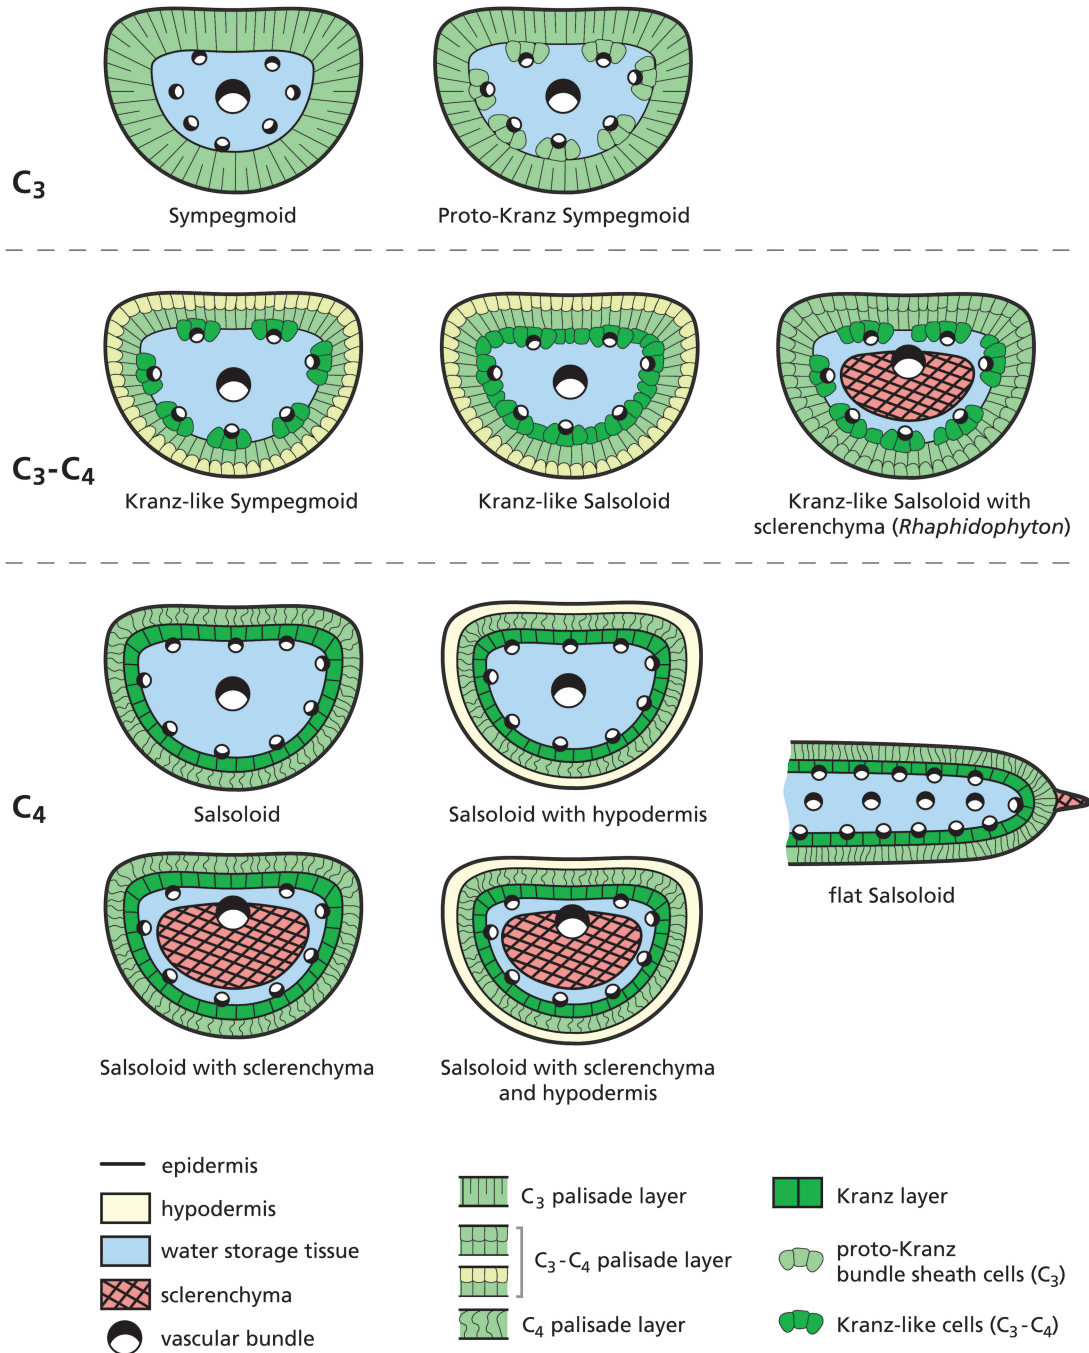 C3
Sympegmoid
Proto-Kranz Sympegmoid
C3-C4
Kranz-like Sympegmoid
Kranz-like Salsoloid
Kranz-like Salsoloid with
sclerenchyma (Rhaphidophyton)
C4
Salsoloid
Salsoloid with hypodermis
flat Salsoloid
Salsoloid with sclerenchyma
Salsoloid with sclerenchyma
and hypodermis
epidermis
hypodermis
water storage tissue
sclerenchyma
vascular bundle
C3 palisade layer
C3-C4 palisade layer
C4 palisade layer
Kranz layer
proto-Kranz
bundle sheath cells (C3)
Kranz-like cells (C3-C4)